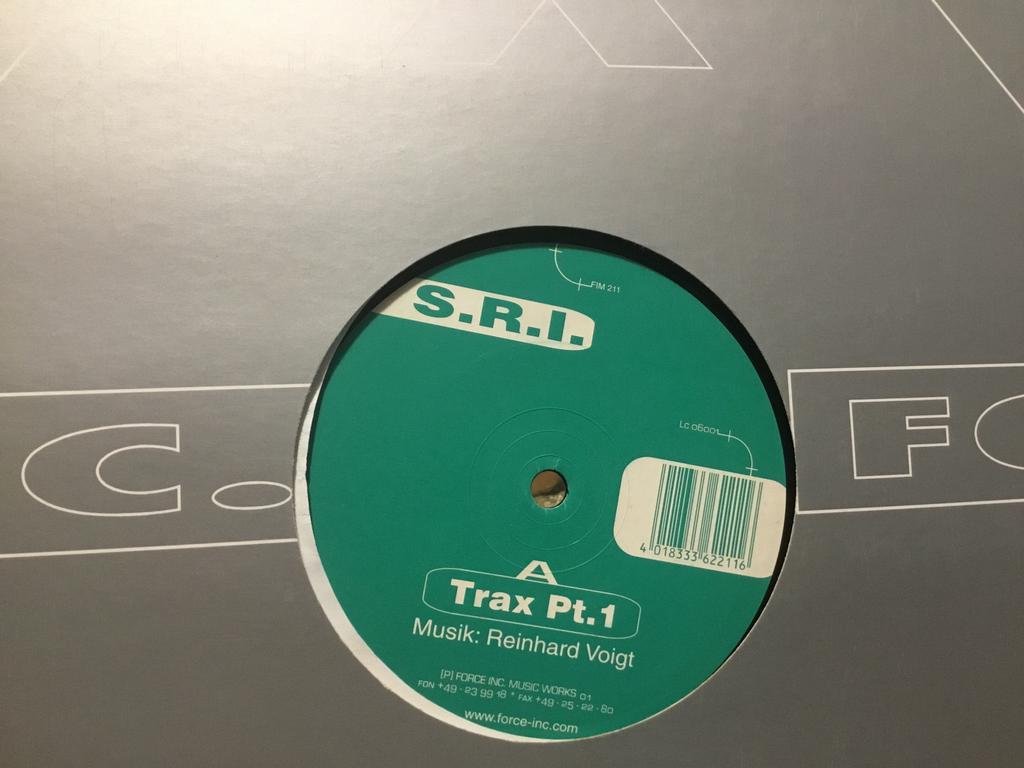 FIM 211
S.R.I.
C.
FO
LC 06001
4 018333 622116
A
Trax Pt.1
Musik: Reinhard Voigt
[P] FORCE INC. MUSIC WORKS 01
FON +49 - 23 99 18 * FAX +49 - 25 - 22 - 80
www.force-inc.com